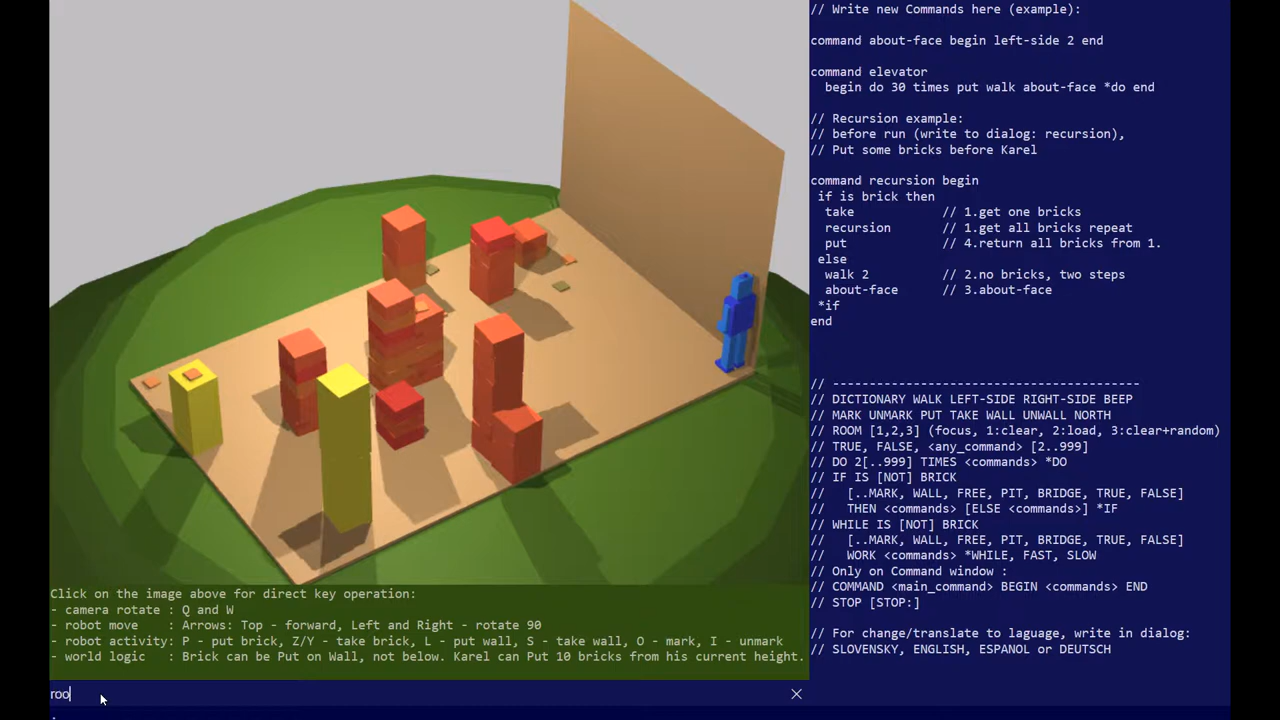 // Write new Commands here (example):
command about-face begin left-side 2 end
command elevator
begin do 30 times put walk about-face *do end
// Recursion example:
// before run (write to dialog: recursion),
// Put some bricks before Karel
command recursion begin
if is brick then
take // 1.get one bricks
recursion // 1.get all bricks repeat
put // 4.return all bricks from 1.
else
walk 2 // 2.no bricks, two steps
about-face // 3.about-face
*if
end
// -----------------------------------------
// DICTIONARY WALK LEFT-SIDE RIGHT-SIDE BEEP
// MARK UNMARK PUT TAKE WALL UNWALL NORTH
// ROOM [1,2,3] (focus, 1:clear, 2:load, 3:clear+random)
// TRUE, FALSE, <any_command> [2..999]
// DO 2[..999] TIMES <commands> *DO
// IF IS [NOT] BRICK
// [..MARK, WALL, FREE, PIT, BRIDGE, TRUE, FALSE]
// THEN <commands> [ELSE <commands>] *IF
// WHILE IS [NOT] BRICK
// [..MARK, WALL, FREE, PIT, BRIDGE, TRUE, FALSE]
// WORK <commands> *WHILE, FAST, SLOW
// Only on Command window :
// COMMAND <main_command> BEGIN <commands> END
// STOP [STOP:]
// For change/translate to laguage, write in dialog:
// SLOVENSKY, ENGLISH, ESPANOL or DEUTSCH
Click on the image above for direct key operation:
- camera rotate : Q and W
- robot move : Arrows: Top - forward, Left and Right - rotate 90
- robot activity: P - put brick, Z/Y - take brick, L - put wall, S - take wall, O - mark, I - unmark
- world logic : Brick can be Put on Wall, not below. Karel can Put 10 bricks from his current height.
roo